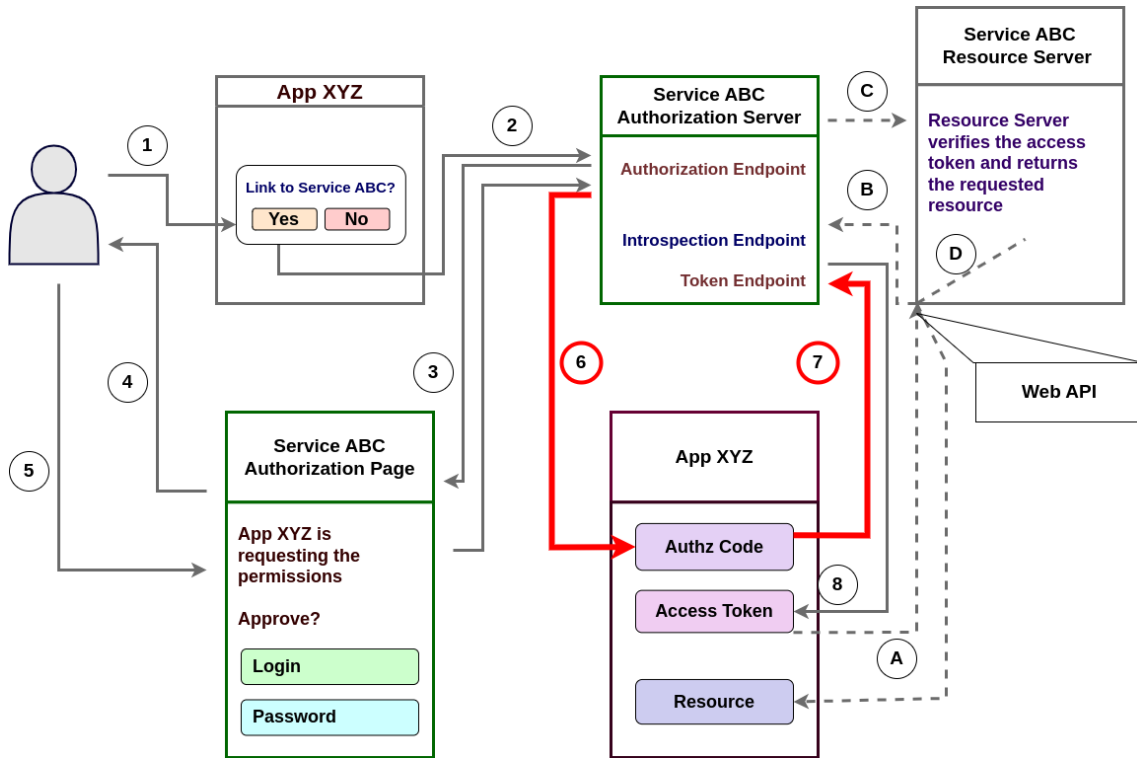 Service ABC
Resource Server
Resource Server
verifies the access
token and returns
the requested
resource
App XYZ
Link to Service ABC?
Yes
No
Service ABC
Authorization Server
Authorization Endpoint
Introspection Endpoint
Token Endpoint
1
2
C
B
D
3
4
5
6
7
Web API
Service ABC
Authorization Page
App XYZ is
requesting the
permissions
Approve?
Login
Password
App XYZ
Authz Code
Access Token
Resource
8
A